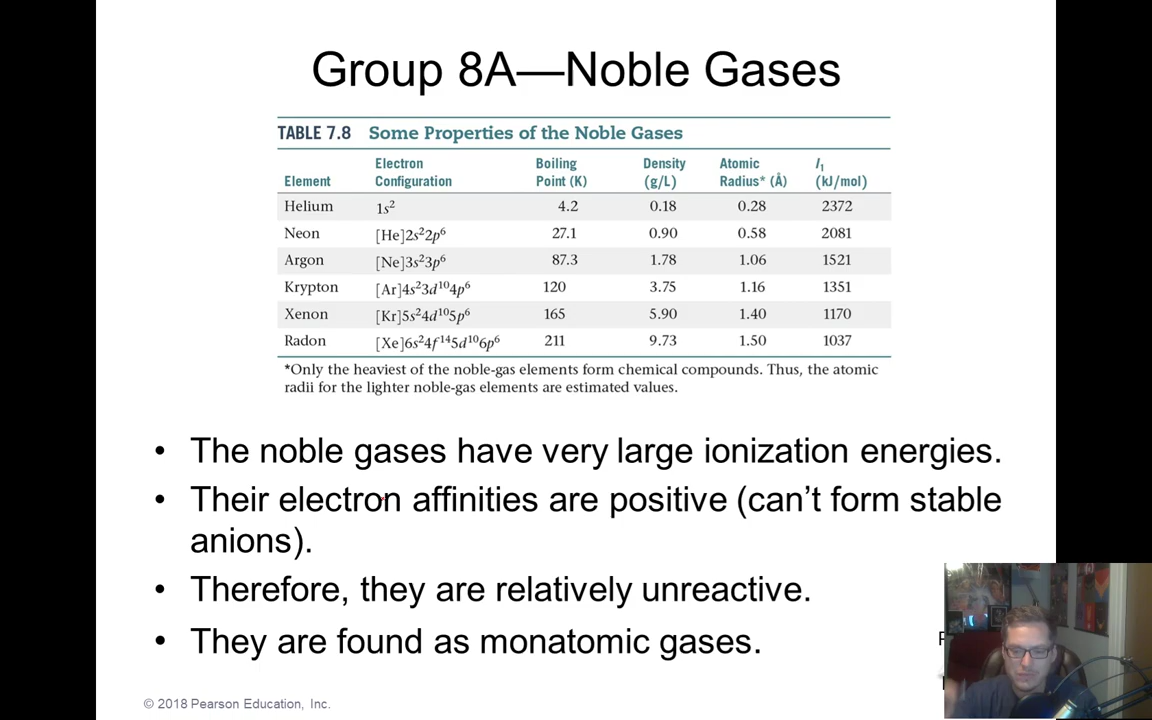 Group 8A—Noble Gases
TABLE 7.8 Some Properties of the Noble Gases
Element Electron Configuration Boiling Point (K) Density (g/L) Atomic Radius* (Å) I₁ (kJ/mol)
Helium 1s² 4.2 0.18 0.28 2372
Neon [He]2s²2p⁶ 27.1 0.90 0.58 2081
Argon [Ne]3s²3p⁶ 87.3 1.78 1.06 1521
Krypton [Ar]4s²3d¹⁰4p⁶ 120 3.75 1.16 1351
Xenon [Kr]5s²4d¹⁰5p⁶ 165 5.90 1.40 1170
Radon [Xe]6s²4f¹⁴5d¹⁰6p⁶ 211 9.73 1.50 1037
*Only the heaviest of the noble-gas elements form chemical compounds. Thus, the atomic
radii for the lighter noble-gas elements are estimated values.
• The noble gases have very large ionization energies.
• Their electron affinities are positive (can’t form stable
anions).
• Therefore, they are relatively unreactive.
• They are found as monatomic gases.
© 2018 Pearson Education, Inc.